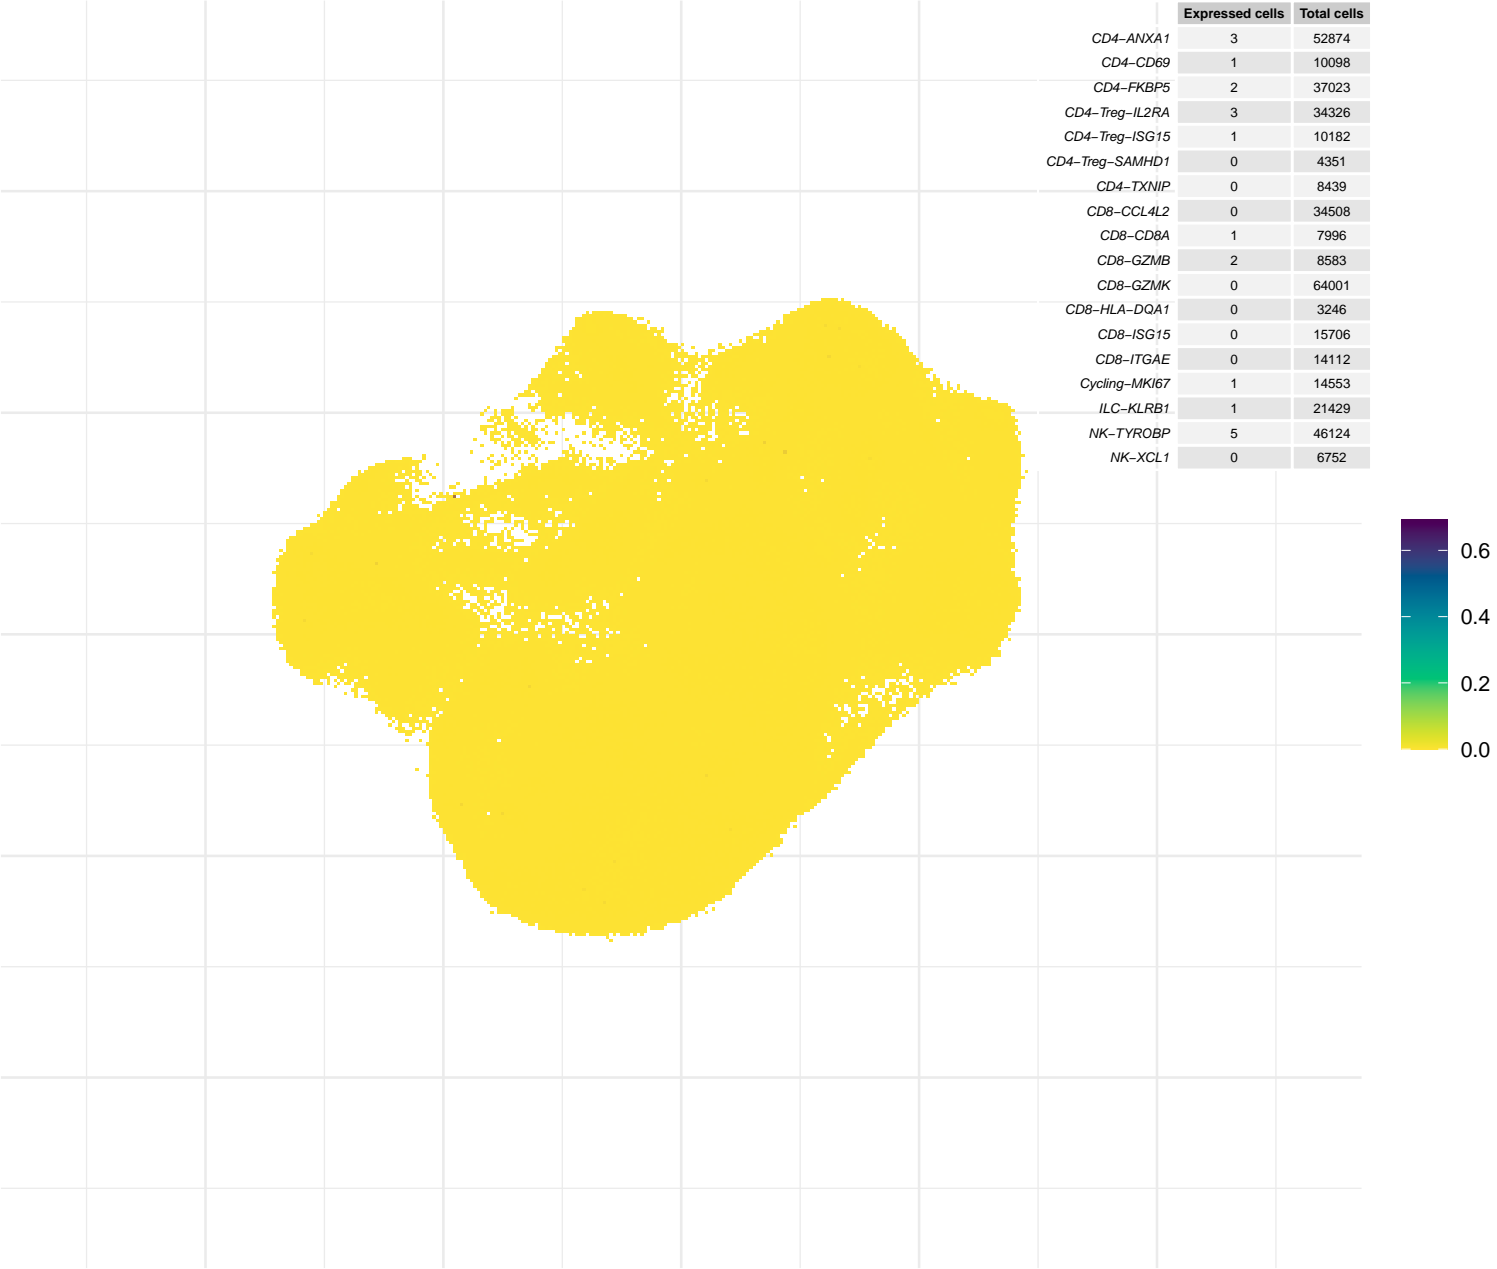 Expressed cells Total cells
CD4−ANXA1 3 52874
CD4−CD69 1 10098
CD4−FKBP5 2 37023
CD4−Treg−IL2RA 3 34326
CD4−Treg−ISG15 1 10182
CD4−Treg−SAMHD1 0 4351
CD4−TXNIP 0 8439
CD8−CCL4L2 0 34508
CD8−CD8A 1 7996
CD8−GZMB 2 8583
CD8−GZMK 0 64001
CD8−HLA−DQA1 0 3246
CD8−ISG15 0 15706
CD8−ITGAE 0 14112
Cycling−MKI67 1 14553
ILC−KLRB1 1 21429
NK−TYROBP 5 46124
NK−XCL1 0 6752
0.6
0.4
0.2
0.0